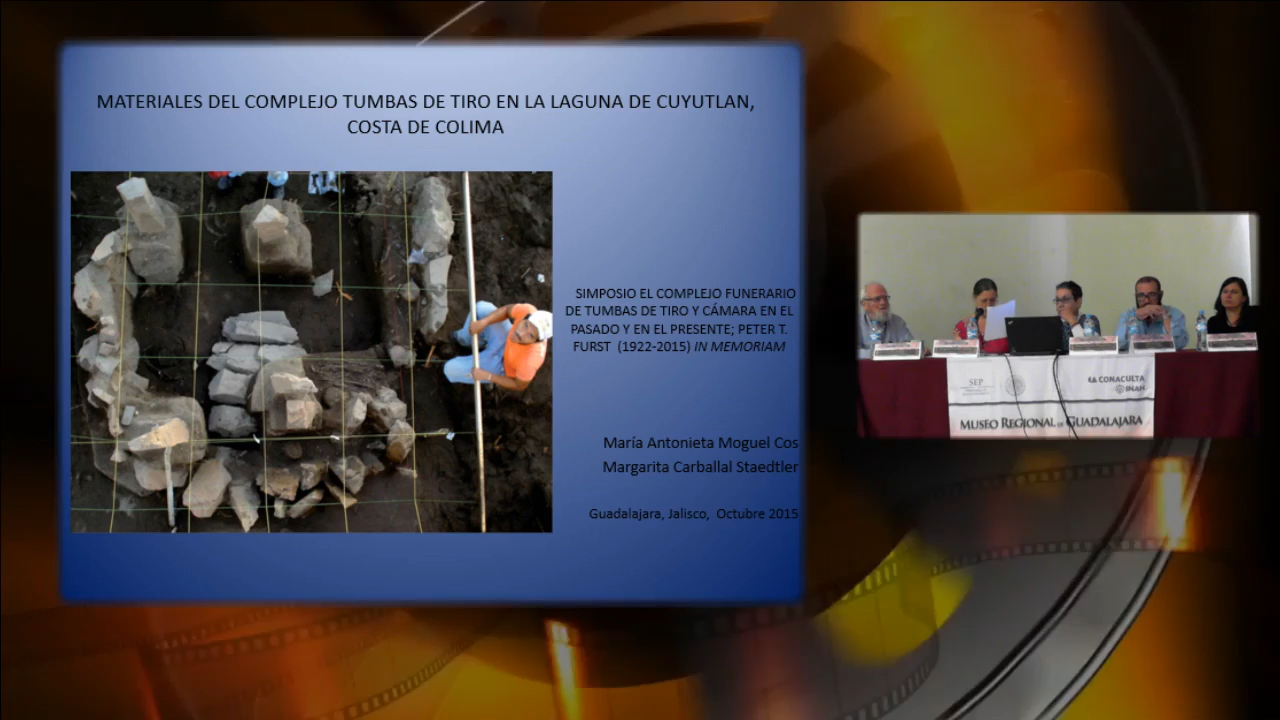 MATERIALES DEL COMPLEJO TUMBAS DE TIRO EN LA LAGUNA DE CUYUTLAN,
COSTA DE COLIMA
SIMPOSIO EL COMPLEJO FUNERARIO
DE TUMBAS DE TIRO Y CÁMARA EN EL
PASADO Y EN EL PRESENTE; PETER T.
FURST (1922-2015) IN MEMORIAM
María Antonieta Moguel Cos
Margarita Carballal Staedtler
Guadalajara, Jalisco, Octubre 2015
SEP
CONACULTA
INAH
MUSEO REGIONAL DE GUADALAJARA